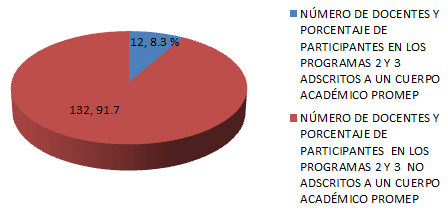 12, 8.3 %
132, 91.7
NÚMERO DE DOCENTES Y
PORCENTAJE DE
PARTICIPANTES EN LOS
PROGRAMAS 2 Y 3
ADSCRITOS A UN CUERPO
ACADÉMICO PROMEP
NÚMERO DE DOCENTES Y
PORCENTAJE DE
PARTICIPANTES EN LOS
PROGRAMAS 2 Y 3 NO
ADSCRITOS A UN CUERPO
ACADÉMICO PROMEP